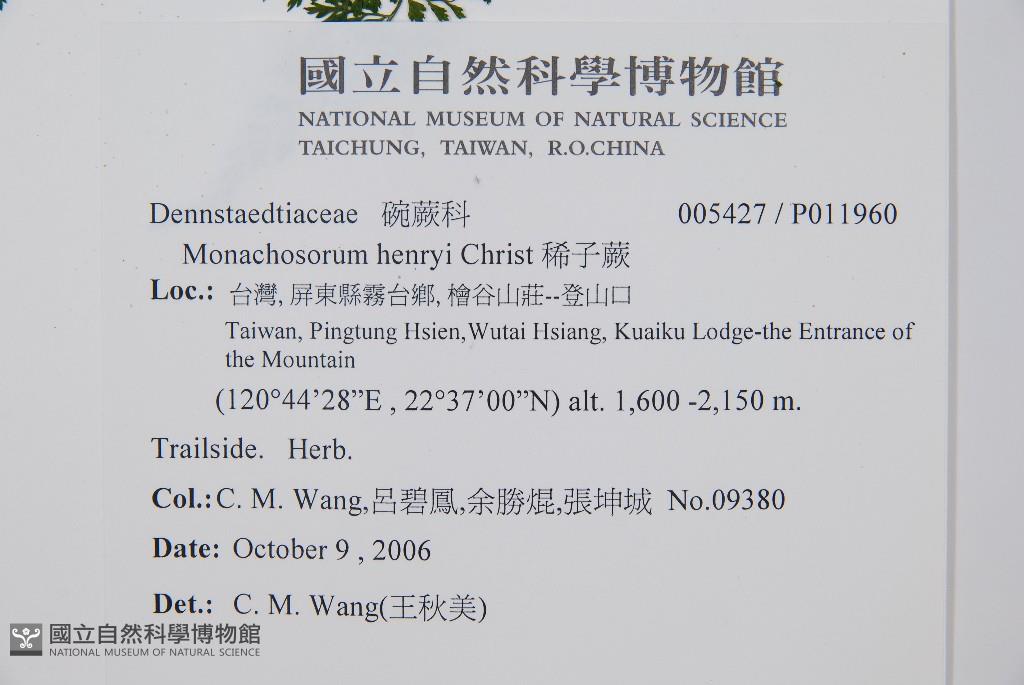 國立自然科學博物館
NATIONAL MUSEUM OF NATURAL SCIENCE
TAICHUNG, TAIWAN, R.O.CHINA
Dennstaedtiaceae 碗蕨科 005427 / P011960
Monachosorum henryi Christ 稀子蕨
Loc.: 台灣, 屏東縣霧台鄉, 檜谷山莊--登山口
Taiwan, Pingtung Hsien,Wutai Hsiang, Kuaiku Lodge-the Entrance of
the Mountain
(120°44’28”E , 22°37’00”N) alt. 1,600 -2,150 m.
Trailside. Herb.
Col.: C. M. Wang,呂碧鳳,余勝焜,張坤城 No.09380
Date: October 9 , 2006
Det.: C. M. Wang(王秋美)
國立自然科學博物館
NATIONAL MUSEUM OF NATURAL SCIENCE